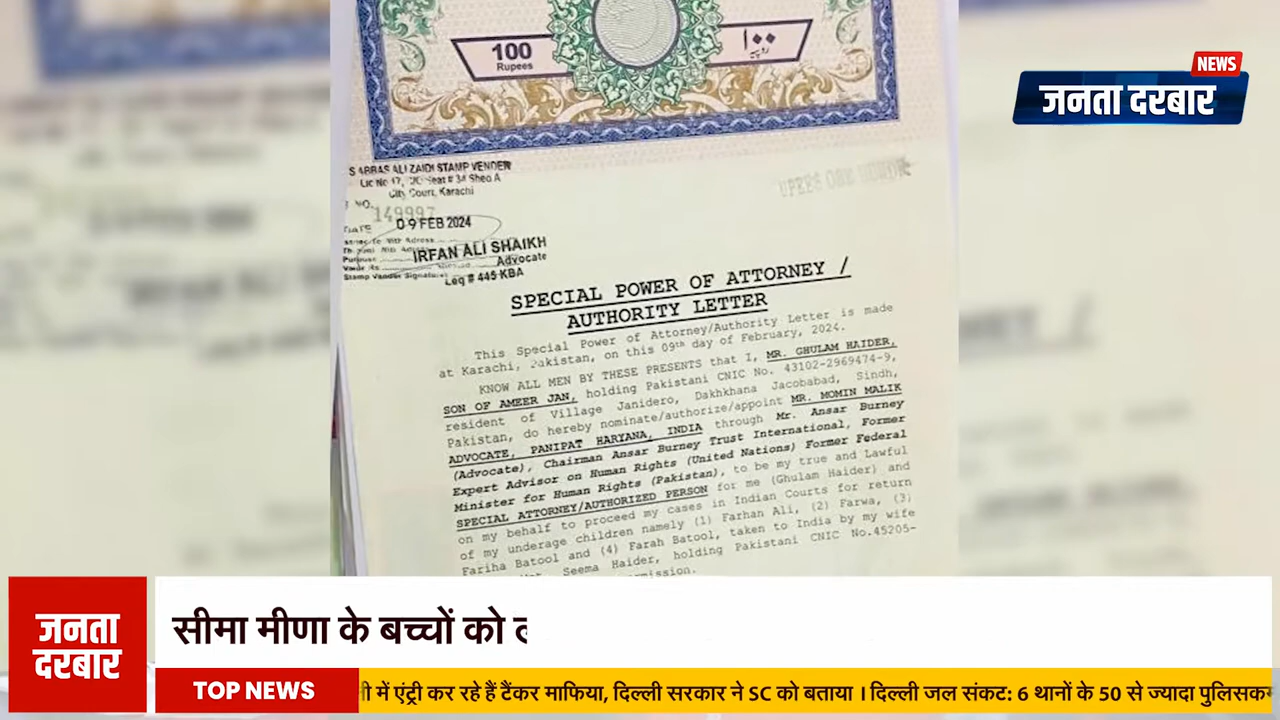 100
Rupees
۱۰۰
روپیہ
NEWS
जनता दरबार
S ABBAS ALI ZAIDI STAMP VENDER
City Court, Karachi
149997
09 FEB 2024
IRFAN ALI SHAIKH
Advocate
Leq # 445-KBA
SPECIAL POWER OF ATTORNEY /
AUTHORITY LETTER
This Special Power of Attorney/Authority Letter is made
at Karachi, Pakistan, on this 09th day of February, 2024.
KNOW ALL MEN BY THESE PRESENTS that I, MR. GHULAM HAIDER,
SON OF AMEER JAN, holding Pakistani CNIC No. 43102-2969474-9,
resident of Village Janidero, Dakhkhana Jacobabad, Sindh,
Pakistan, do hereby nominate/authorize/appoint MR. MOMIN MALIK
ADVOCATE, PANIPAT HARYANA, INDIA through Mr. Ansar Burney
(Advocate), Chairman Ansar Burney Trust International, Former
Expert Advisor on Human Rights (United Nations) Former Federal
Minister for Human Rights (Pakistan), to be my true and Lawful
SPECIAL ATTORNEY/AUTHORIZED PERSON for me (Ghulam Haider) and
on my behalf to proceed my cases in Indian Courts for return
of my underage children namely (1) Farhan Ali, (2) Farwa, (3)
Fariha Batool and (4) Farah Batool, taken to India by my wife
Seema Haider, holding Pakistani CNIC No.45205-
जनता
दरबार
सीमा मीणा के बच्चों को
TOP NEWS
में एंट्री कर रहे हैं टैंकर माफिया, दिल्ली सरकार ने SC को बताया । दिल्ली जल संकट: 6 थानों के 50 से ज्यादा